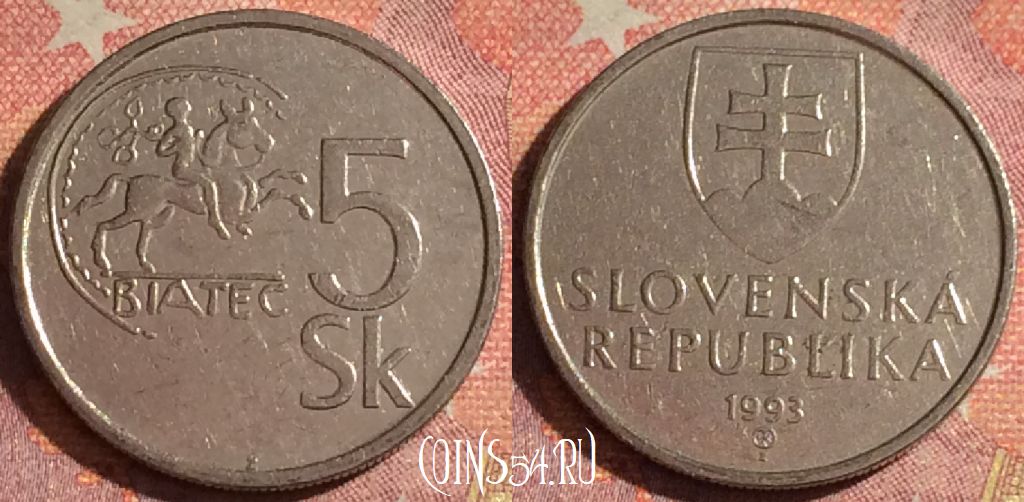 BIATEC
5
Sk
SLOVENSKÁ
REPUBLIKA
1993
COINS54.RU